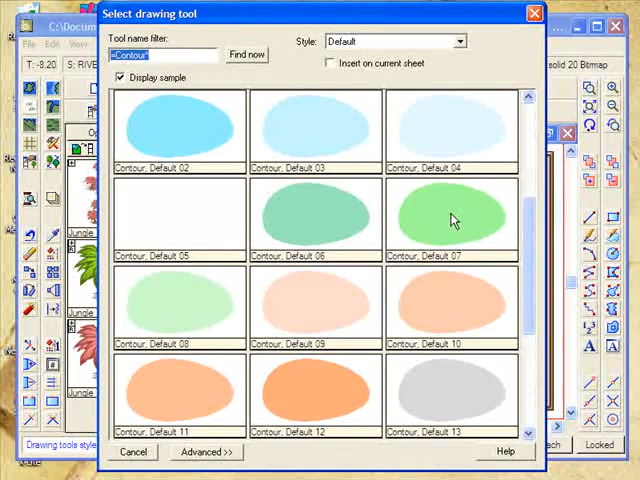 Select drawing tool
C:\Docum
File Edit
Tool name filter:
Style: Default
=Contour*
Find now
Insert on current sheet
Display sample
T: -8.20 S: RIVE
solid 20 Bitmap
Contour, Default 02
Contour, Default 03
Contour, Default 04
Contour, Default 05
Contour, Default 06
Contour, Default 07
Jungle
Contour, Default 08
Contour, Default 09
Contour, Default 10
Jungle
Contour, Default 11
Contour, Default 12
Contour, Default 13
Jungle
Cancel
Advanced >>
Help
Drawing tools style
Locked